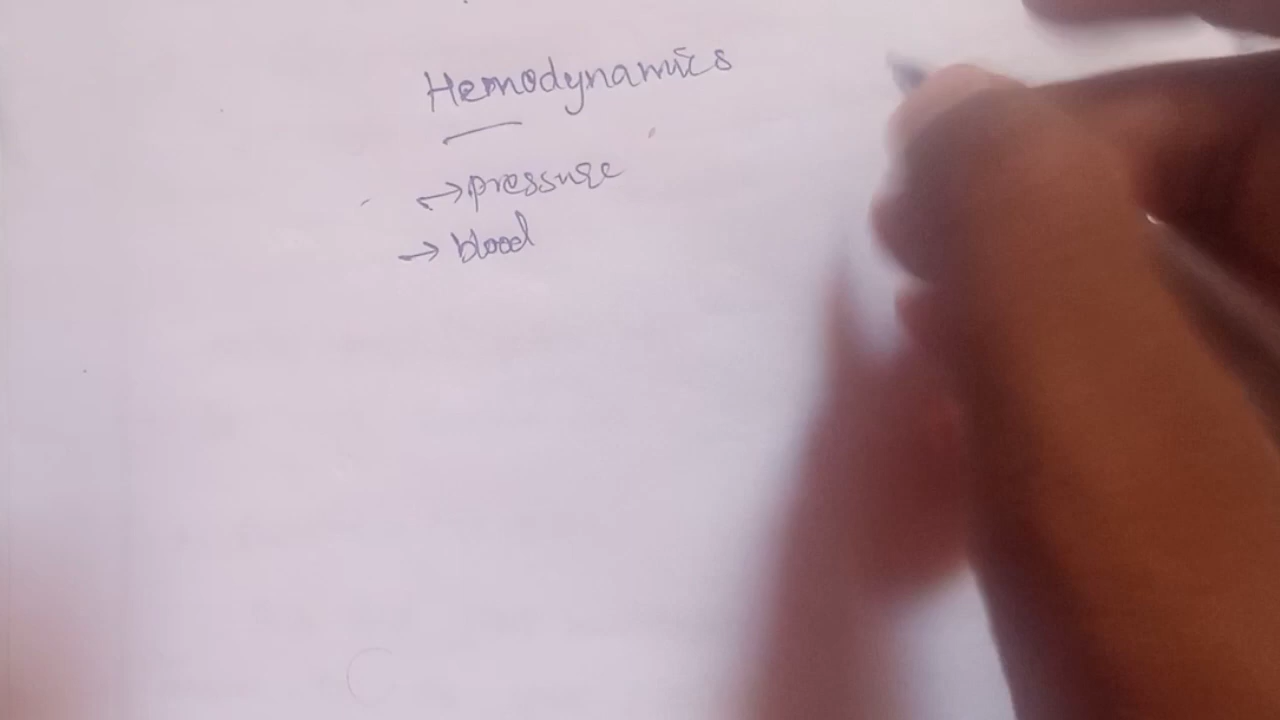 Hemodynamics
→ pressure
→ blood